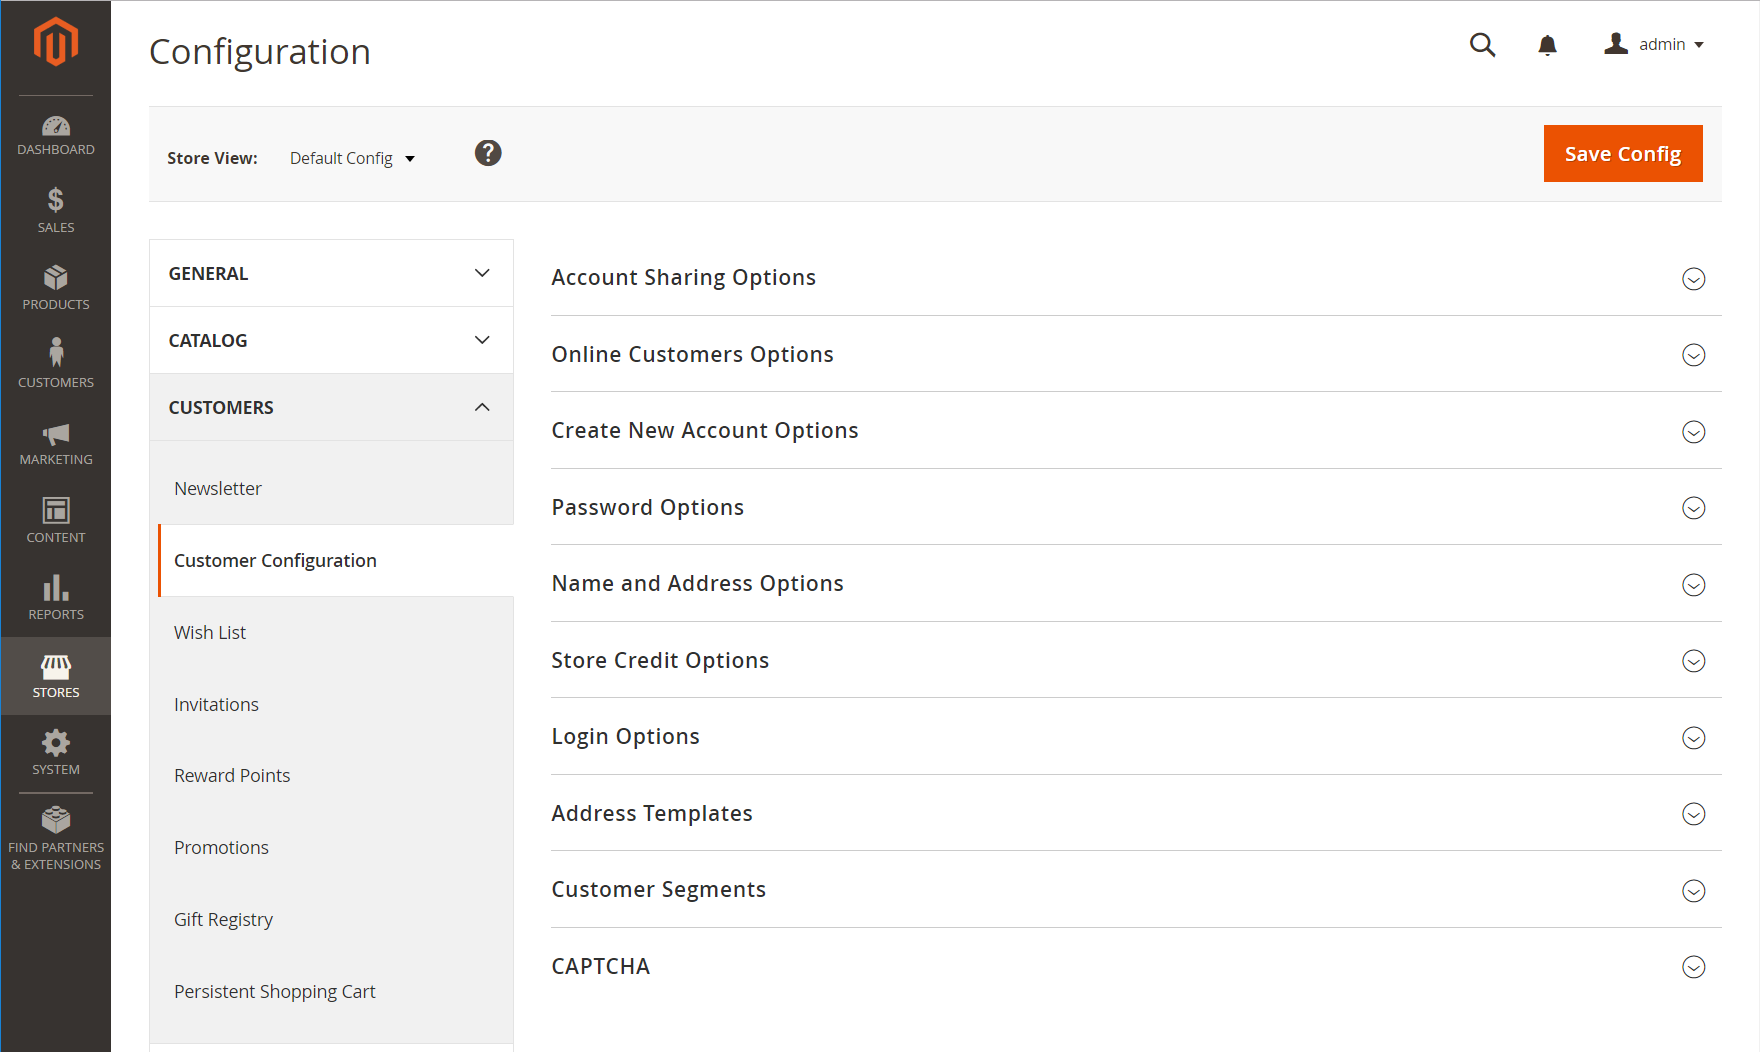 DASHBOARD
SALES
PRODUCTS
CUSTOMERS
MARKETING
CONTENT
REPORTS
STORES
SYSTEM
FIND PARTNERS
& EXTENSIONS
Configuration
admin
Store View:
Default Config
?
Save Config
GENERAL
CATALOG
CUSTOMERS
Newsletter
Customer Configuration
Wish List
Invitations
Reward Points
Promotions
Gift Registry
Persistent Shopping Cart
Account Sharing Options
Online Customers Options
Create New Account Options
Password Options
Name and Address Options
Store Credit Options
Login Options
Address Templates
Customer Segments
CAPTCHA